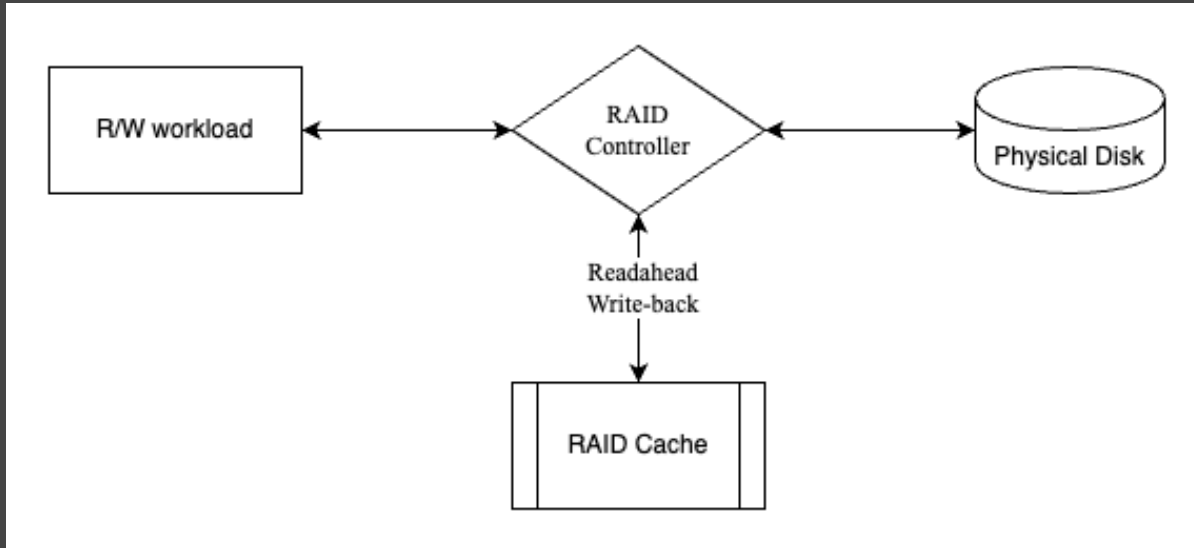 R/W workload
RAID
Controller
Physical Disk
Readahead
Write-back
RAID Cache